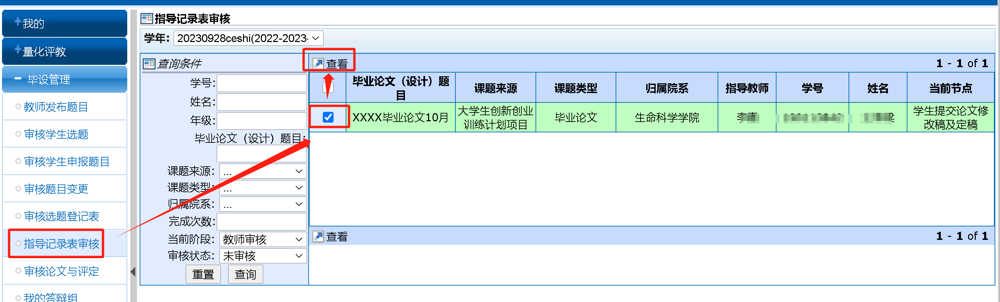 我的
量化评教
毕设管理
教师发布题目
审核学生选题
审核学生申报题目
审核题目变更
审核选题登记表
指导记录表审核
审核论文与评定
我的答辩组
指导记录表审核
学年：
20230928ceshi(2022-2023-
查询条件
学号：
姓名：
年级：
毕业论文（设计）题目：
课题来源：
...
课题类型：
...
归属院系：
...
完成次数：
当前阶段：
教师审核
审核状态：
未审核
重置
查询
查看
1 - 1 of 1
毕业论文（设计）题
目
课题来源
课题类型
归属院系
指导教师
学号
姓名
当前节点
XXXX毕业论文10月
大学生创新创业
训练计划项目
毕业论文
生命科学学院
学生提交论文修
改稿及定稿
查看
1 - 1 of 1